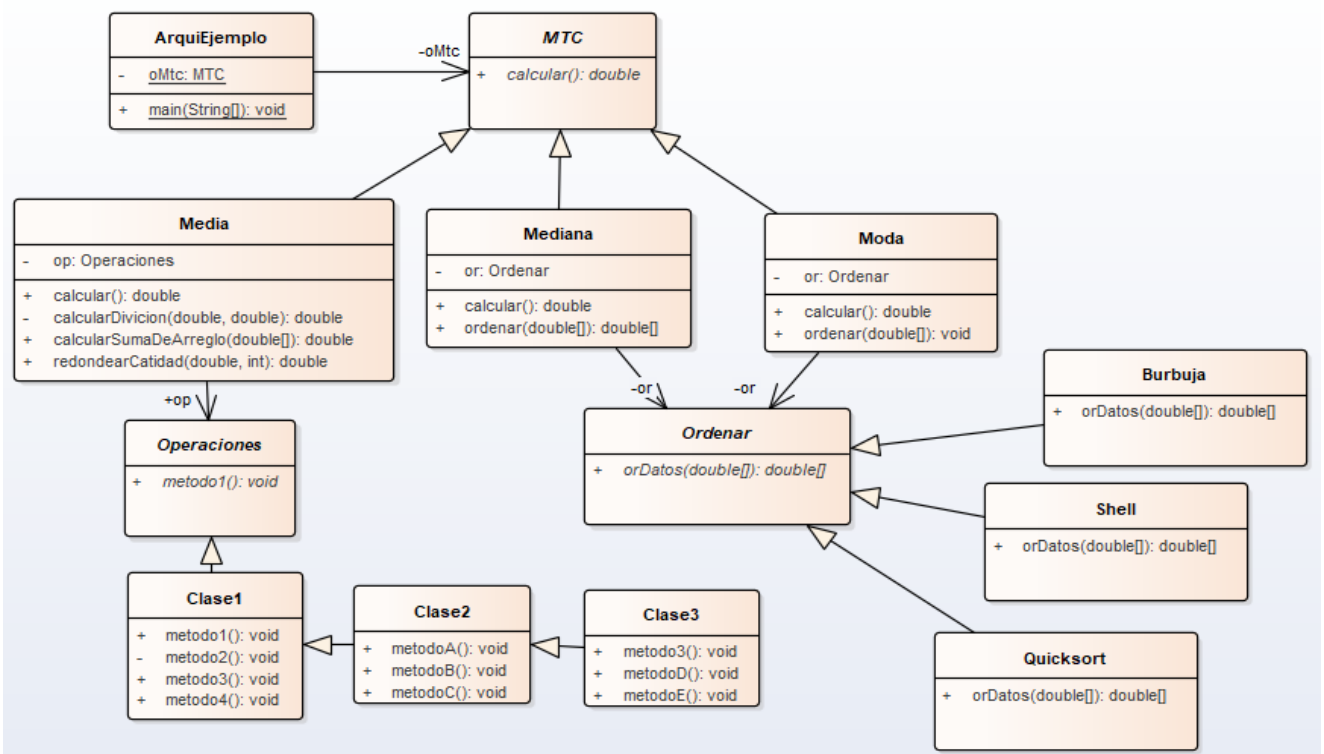 ArquiEjemplo
- oMtc: MTC
+ main(String[]): void
-oMtc
MTC
+ calcular(): double
Media
- op: Operaciones
+ calcular(): double
- calcularDivicion(double, double): double
+ calcularSumaDeArreglo(double[]): double
+ redondearCatidad(double, int): double
Mediana
- or: Ordenar
+ calcular(): double
+ ordenar(double[]): double[]
Moda
- or: Ordenar
+ calcular(): double
+ ordenar(double[]): void
+op
-or
-or
Operaciones
+ metodo1(): void
Ordenar
+ orDatos(double[]): double[]
Burbuja
+ orDatos(double[]): double[]
Shell
+ orDatos(double[]): double[]
Clase1
+ metodo1(): void
- metodo2(): void
+ metodo3(): void
+ metodo4(): void
Clase2
+ metodoA(): void
+ metodoB(): void
+ metodoC(): void
Clase3
+ metodo3(): void
+ metodoD(): void
+ metodoE(): void
Quicksort
+ orDatos(double[]): double[]